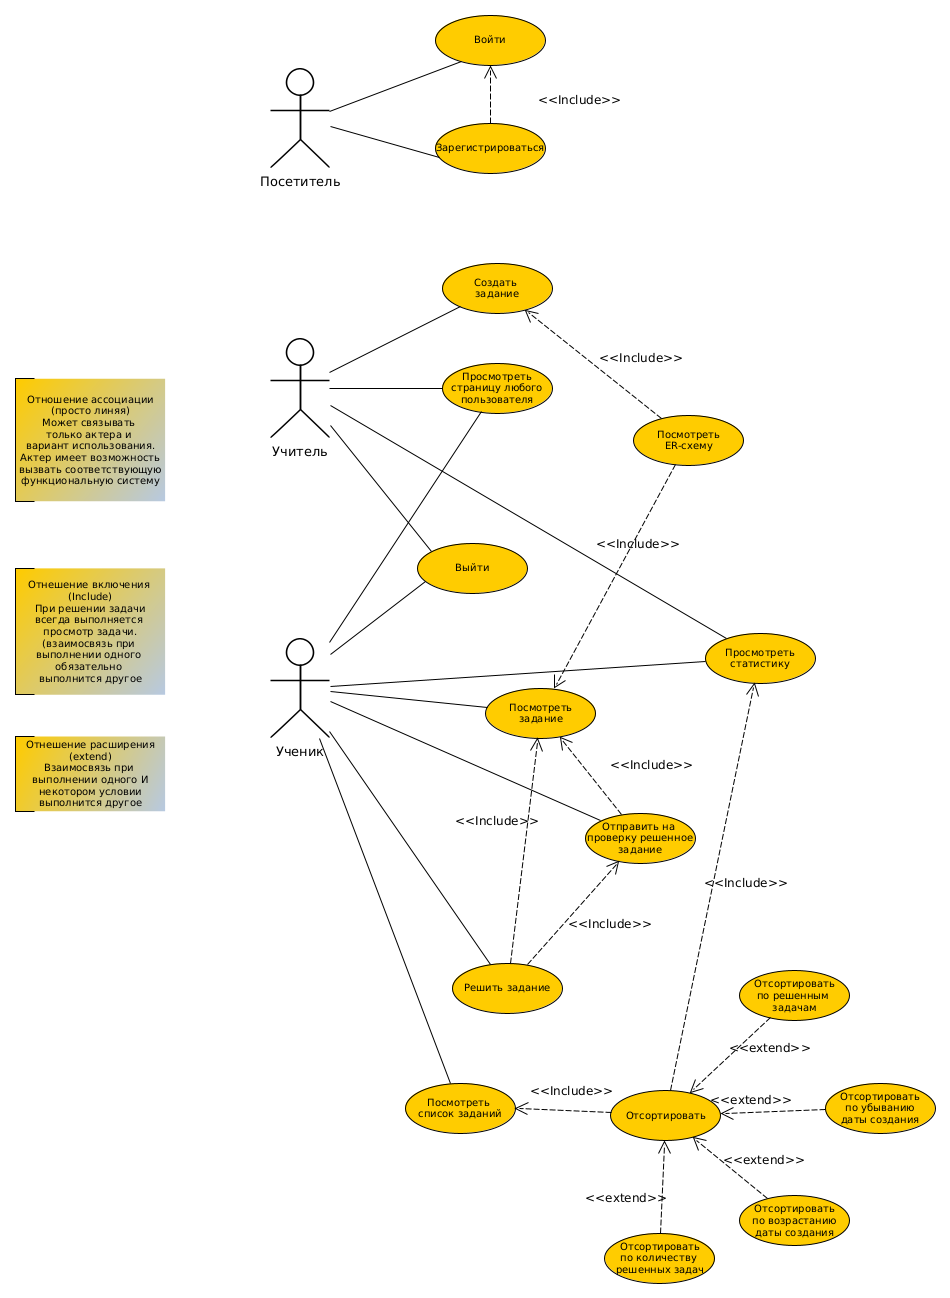 Войти
<<Include>>
Зарегистрироваться
Посетитель
Создать
задание
<<Include>>
Просмотреть
страницу любого
пользователя
Учитель
Посмотреть
ER-схему
Отношение ассоциации
(просто линяя)
Может связывать
только актера и
вариант использования.
Актер имеет возможность
вызвать соответствующую
функциональную систему
<<Include>>
Выйти
Отнешение включения
(Include)
При решении задачи
всегда выполняется
просмотр задачи.
(взаимосвязь при
выполнении одного
обязательно
выполнится другое
Просмотреть
статистику
Посмотреть
задание
Ученик
Отнешение расширения
(extend)
Взаимосвязь при
выполнении одного И
некотором условии
выполнится другое
<<Include>>
<<Include>>
Отправить на
проверку решенное
задание
<<Include>>
<<Include>>
Решить задание
Отсортировать
по решенным
задачам
<<extend>>
<<Include>>
Посмотреть
список заданий
Отсортировать
<<extend>>
Отсортировать
по убыванию
даты создания
<<extend>>
<<extend>>
Отсортировать
по возрастанию
даты создания
Отсортировать
по количеству
решенных задач